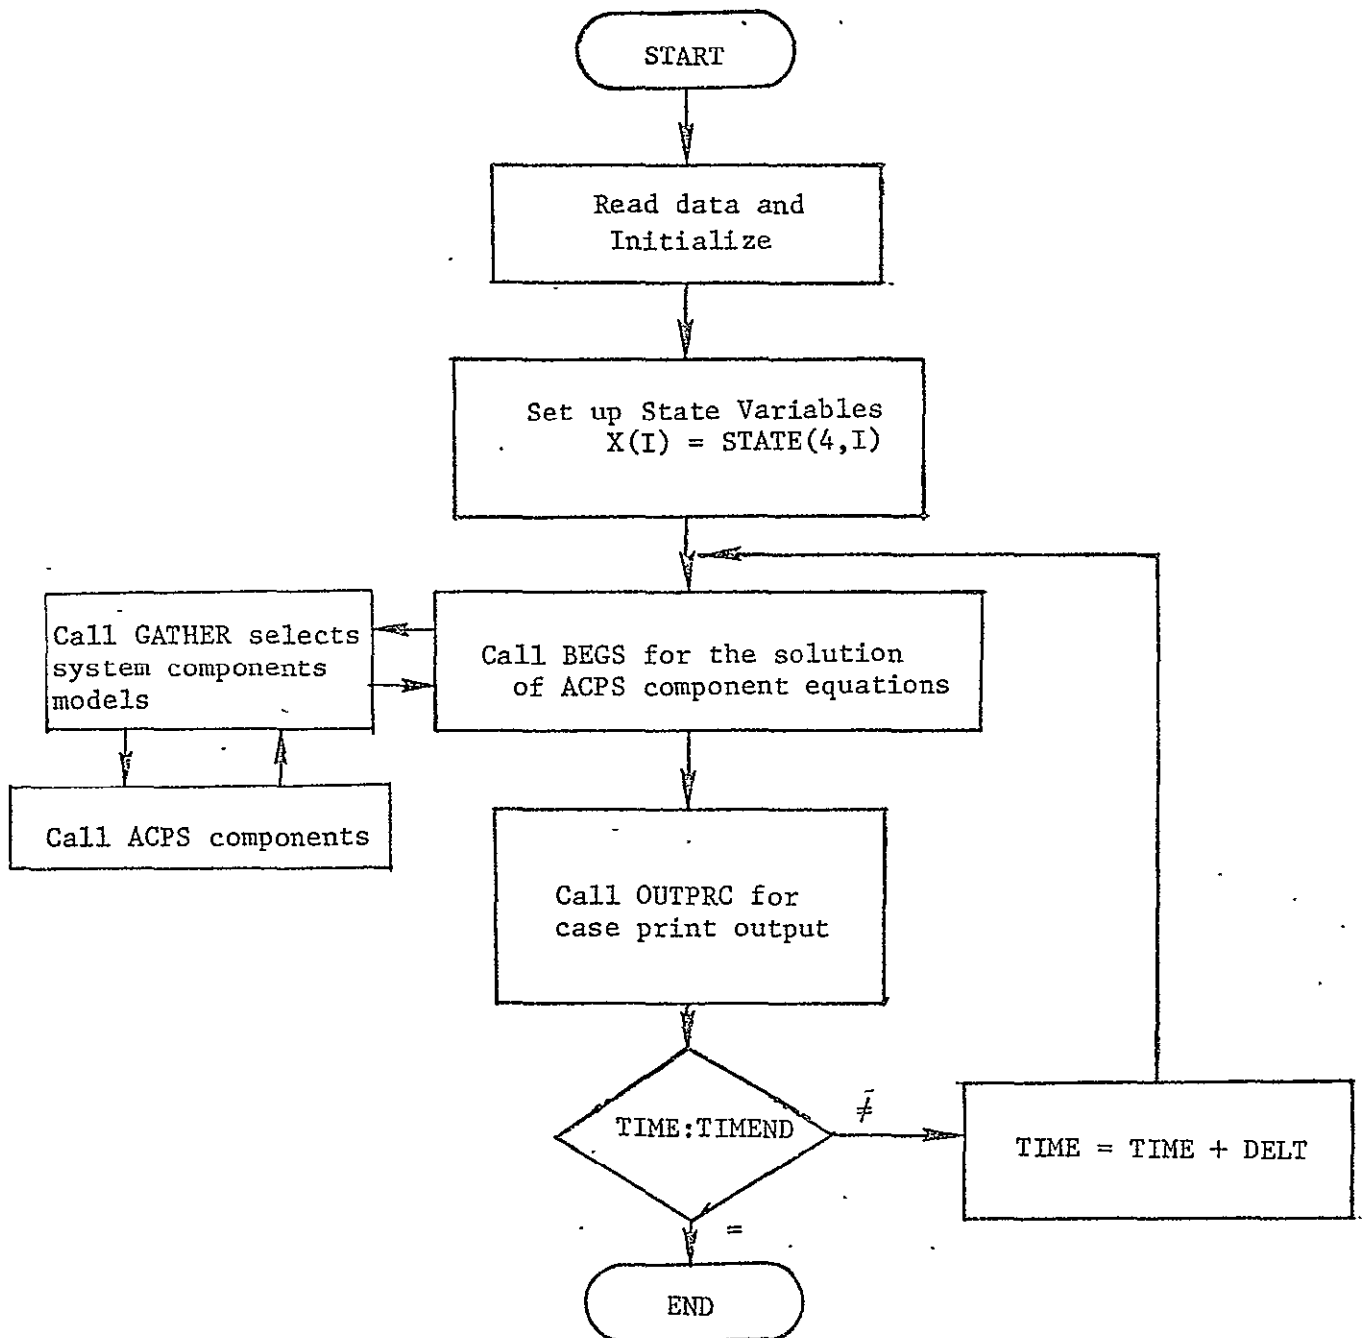 START
Read data and
Initialize
Set up State Variables
X(I) = STATE(4,I)
Call GATHER selects
system components
models
Call BEGS for the solution
of ACPS component equations
Call ACPS components
Call OUTPRC for
case print output
TIME:TIMEND
≠
TIME = TIME + DELT
=
END